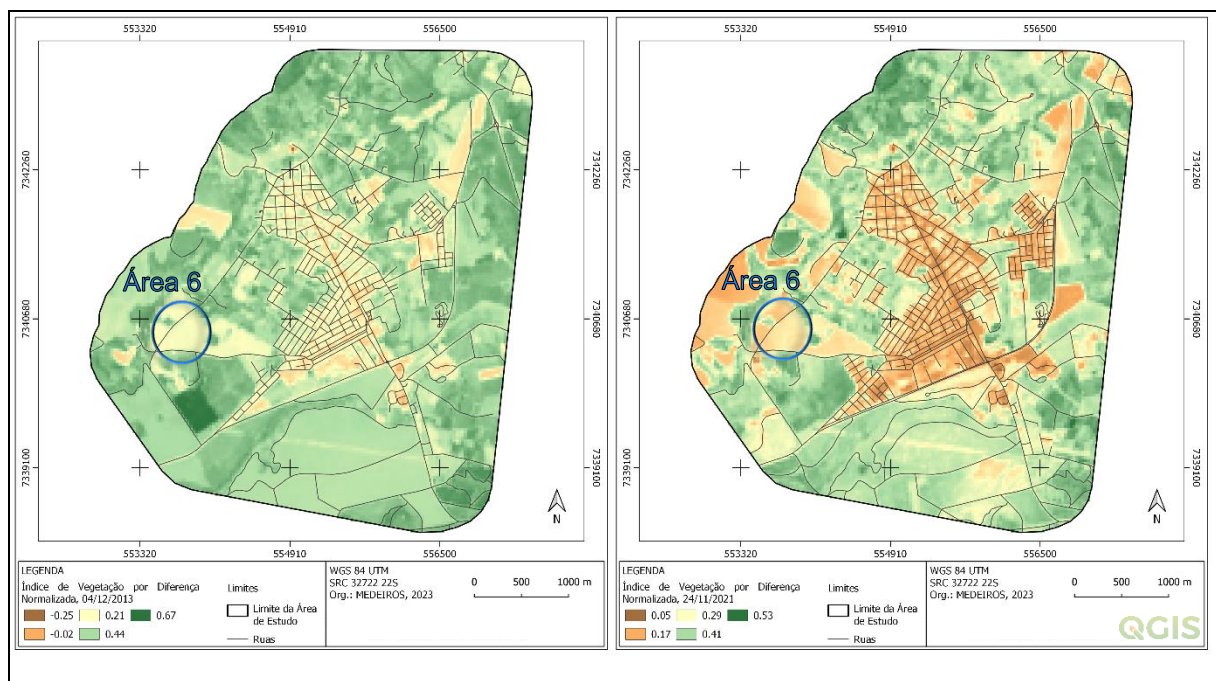 553320 554910 556500
7342260 7342260
Área 6
7340680 7340680
7339100 7339100
N
553320 554910 556500
LEGENDA
Índice de Vegetação por Diferença
Normalizada, 04/12/2013
-0.25 0.21 0.67
-0.02 0.44
Limites
Limite da Área
de Estudo
Ruas
WGS 84 UTM
SRC 32722 22S
Org.: MEDEIROS, 2023
0 500 1000 m
553320 554910 556500
7342260 7342260
Área 6
7340680 7340680
7339100 7339100
N
553320 554910 556500
LEGENDA
Índice de Vegetação por Diferença
Normalizada, 24/11/2021
0.05 0.29 0.53
0.17 0.41
Limites
Limite da Área
de Estudo
Ruas
WGS 84 UTM
SRC 32722 22S
Org.: MEDEIROS, 2023
0 500 1000 m
QGIS